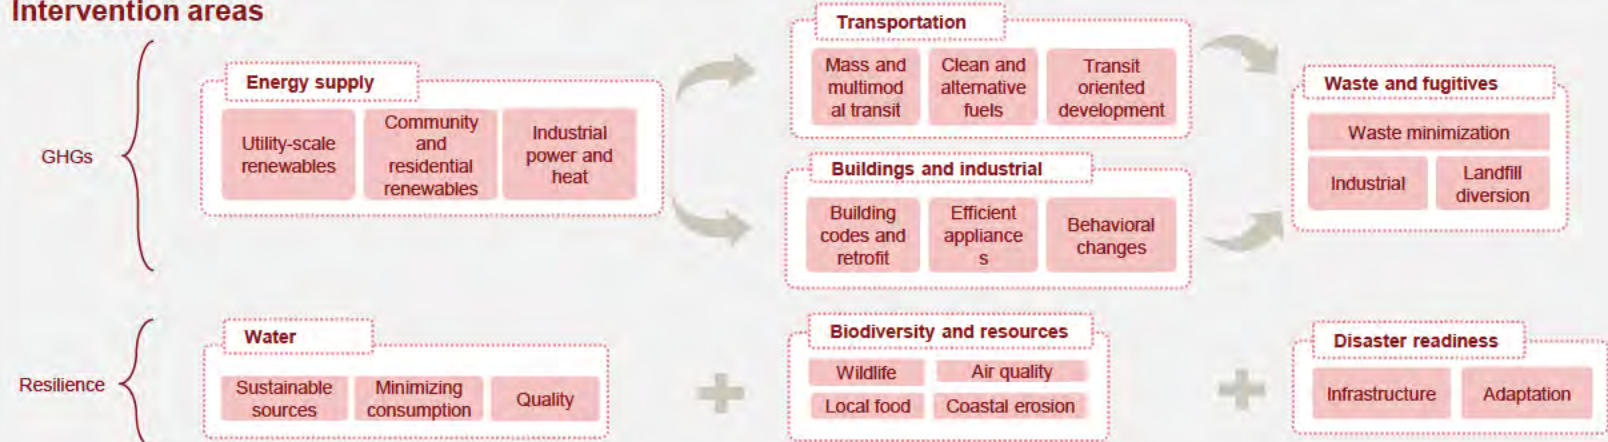 Intervention areas
GHGs
Energy supply
Utility-scale
renewables
Community
and
residential
renewables
Industrial
power and
heat
Transportation
Mass and
multimod
al transit
Clean and
alternative
fuels
Transit
oriented
development
Buildings and industrial
Building
codes and
retrofit
Efficient
appliance
s
Behavioral
changes
Waste and fugitives
Waste minimization
Industrial
Landfill
diversion
Resilience
Water
Sustainable
sources
Minimizing
consumption
Quality
Biodiversity and resources
Wildlife
Air quality
Local food
Coastal erosion
Disaster readiness
Infrastructure
Adaptation